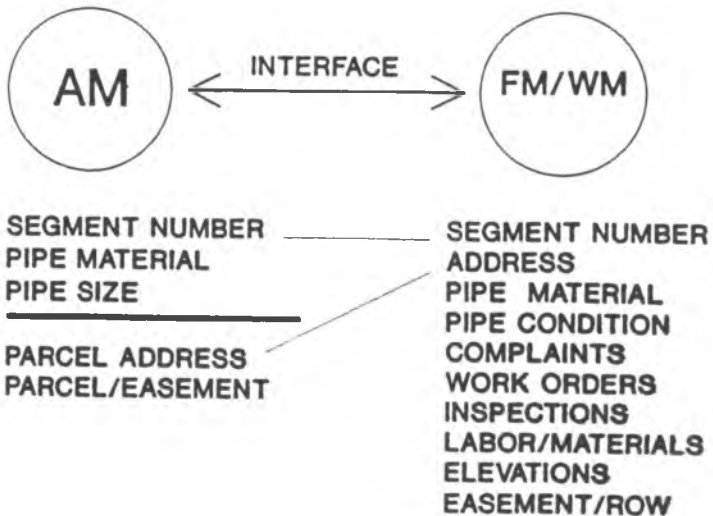 AM
INTERFACE
FM/WM
SEGMENT NUMBER
PIPE MATERIAL
PIPE SIZE
PARCEL ADDRESS
PARCEL/EASEMENT
SEGMENT NUMBER
ADDRESS
PIPE MATERIAL
PIPE CONDITION
COMPLAINTS
WORK ORDERS
INSPECTIONS
LABOR/MATERIALS
ELEVATIONS
EASEMENT/ROW